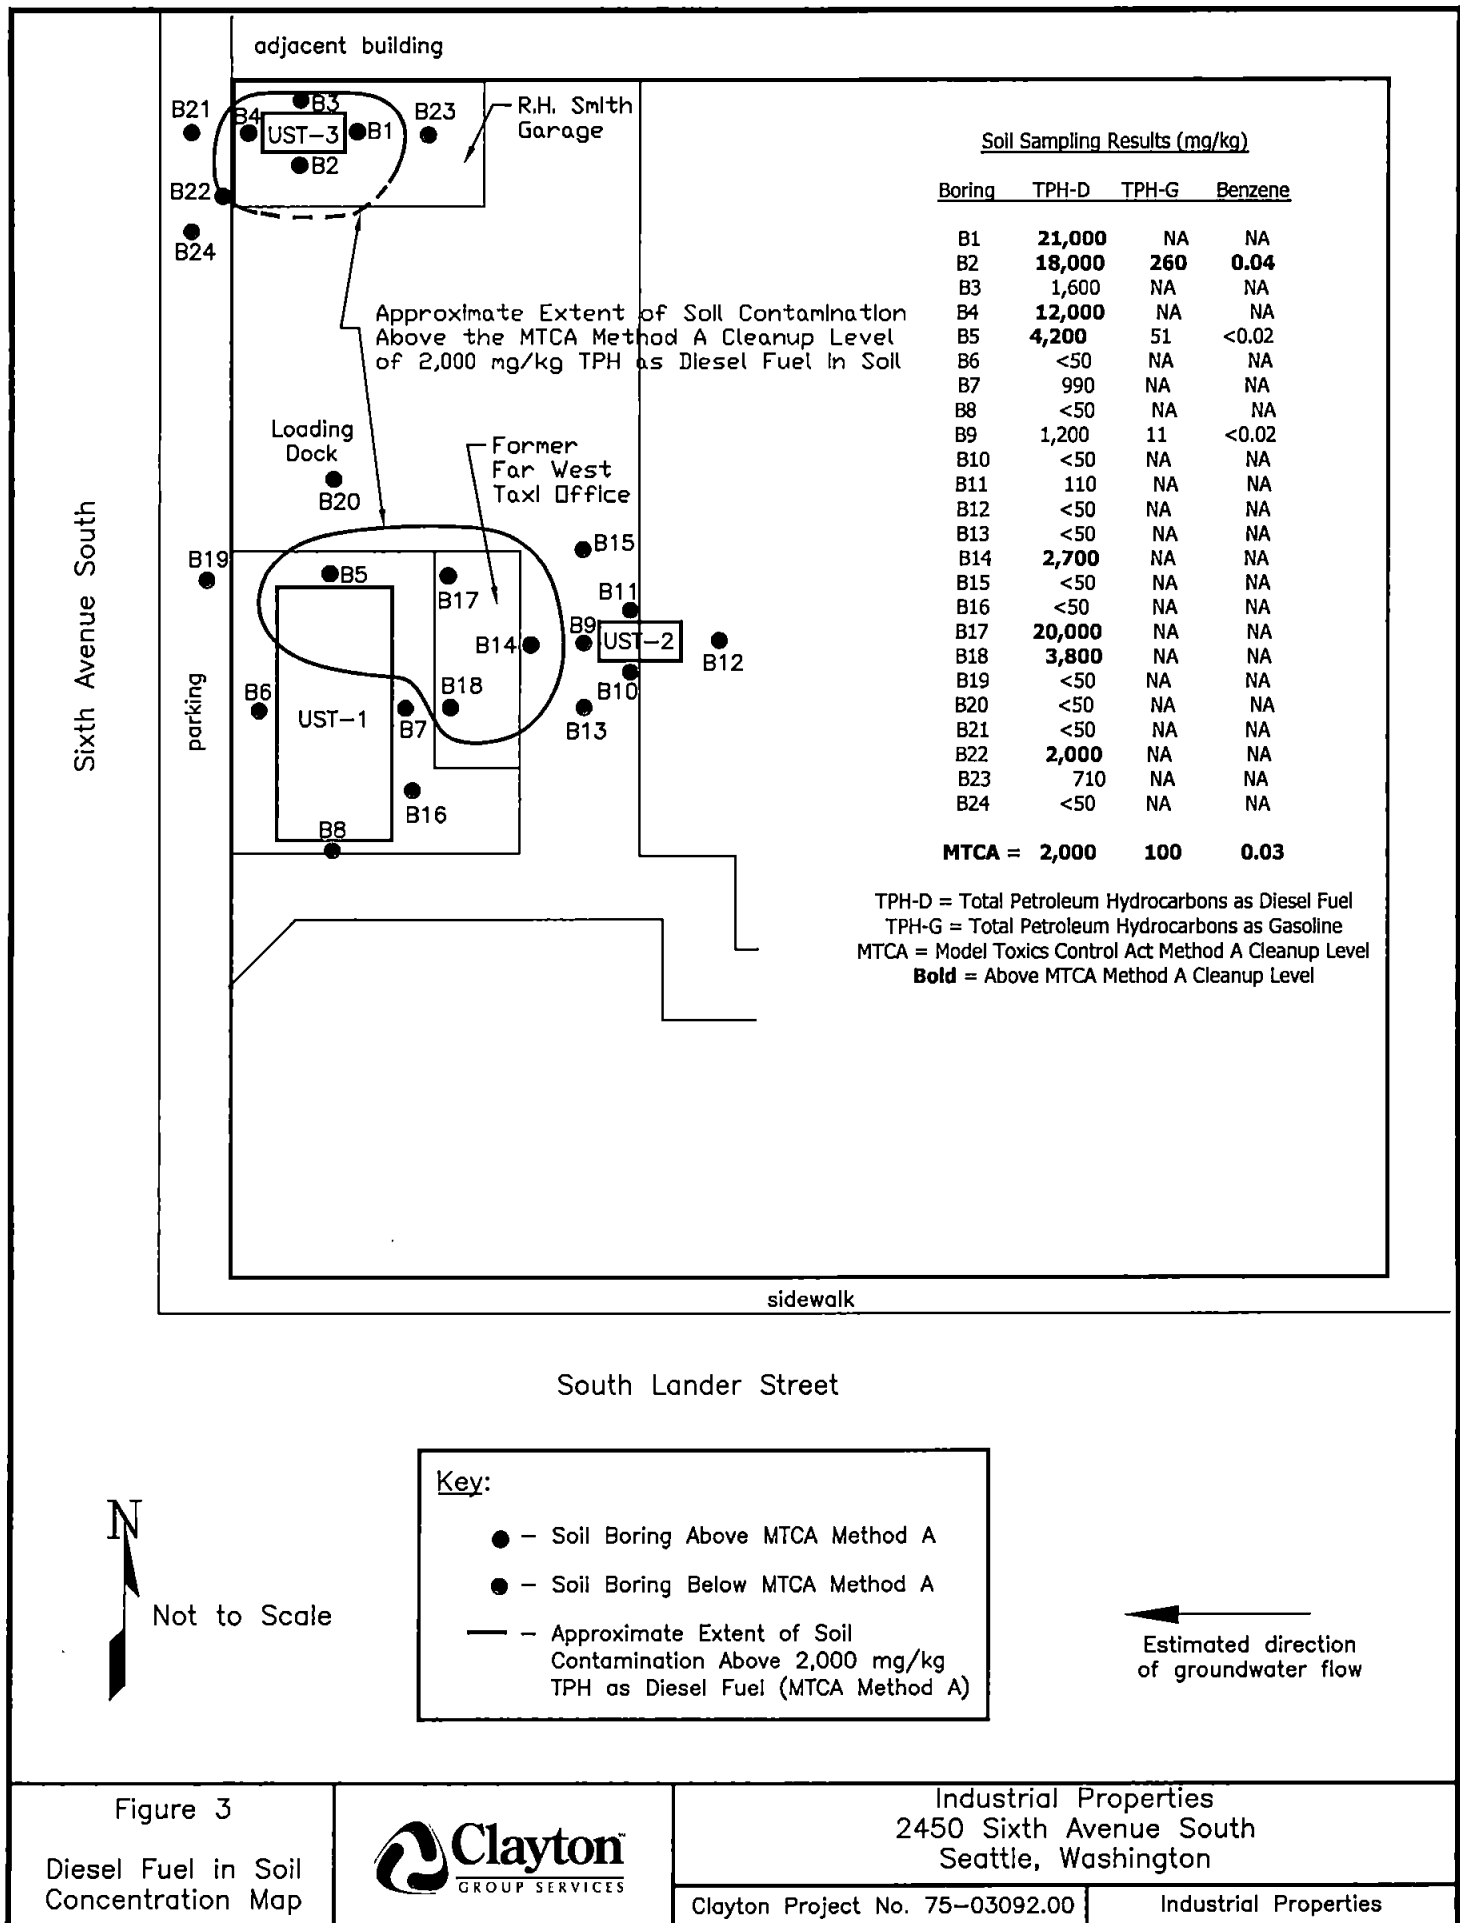 adjacent building
B21
B4
B3
UST-3
B1
B23
B2
B22
B24
R.H. Smith
Garage
Approximate Extent of Soil Contamination
Above the MTCA Method A Cleanup Level
of 2,000 mg/kg TPH as Diesel Fuel in Soil
Loading
Dock
B20
Former
Far West
Taxi Office
B19
B5
B17
B15
B11
B14
B9
UST-2
B12
B10
B6
UST-1
B7
B18
B13
B16
B8
Sixth Avenue South
parking
Soil Sampling Results (mg/kg)
Boring TPH-D TPH-G Benzene
B1 21,000 NA NA
B2 18,000 260 0.04
B3 1,600 NA NA
B4 12,000 NA NA
B5 4,200 51 <0.02
B6 <50 NA NA
B7 990 NA NA
B8 <50 NA NA
B9 1,200 11 <0.02
B10 <50 NA NA
B11 110 NA NA
B12 <50 NA NA
B13 <50 NA NA
B14 2,700 NA NA
B15 <50 NA NA
B16 <50 NA NA
B17 20,000 NA NA
B18 3,800 NA NA
B19 <50 NA NA
B20 <50 NA NA
B21 <50 NA NA
B22 2,000 NA NA
B23 710 NA NA
B24 <50 NA NA
MTCA = 2,000 100 0.03
TPH-D = Total Petroleum Hydrocarbons as Diesel Fuel
TPH-G = Total Petroleum Hydrocarbons as Gasoline
MTCA = Model Toxics Control Act Method A Cleanup Level
Bold = Above MTCA Method A Cleanup Level
sidewalk
South Lander Street
N
Not to Scale
Key:
– Soil Boring Above MTCA Method A
– Soil Boring Below MTCA Method A
– Approximate Extent of Soil
Contamination Above 2,000 mg/kg
TPH as Diesel Fuel (MTCA Method A)
Estimated direction
of groundwater flow
Figure 3
Diesel Fuel in Soil
Concentration Map
Clayton
GROUP SERVICES
Industrial Properties
2450 Sixth Avenue South
Seattle, Washington
Clayton Project No. 75-03092.00
Industrial Properties